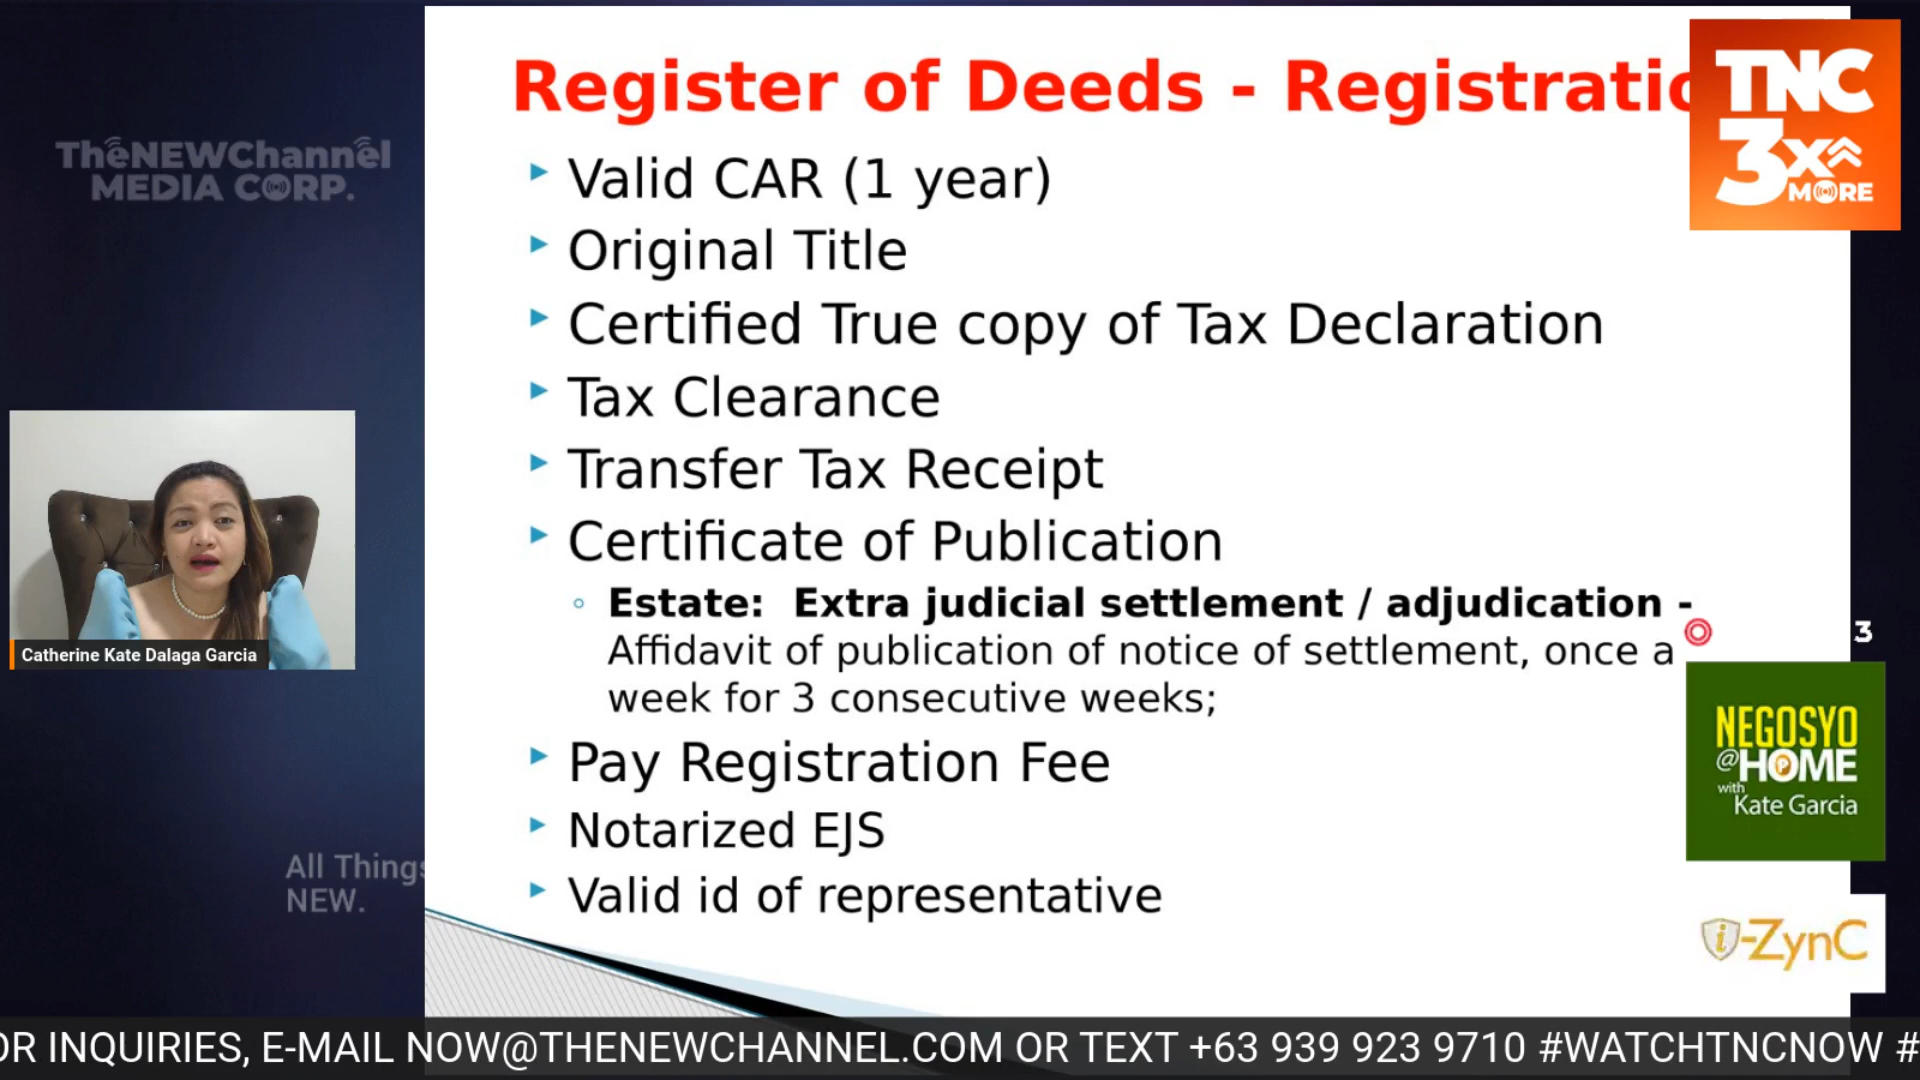 Register of Deeds - Registratio
TNC
3x
MORE
TheNEWChannel
MEDIA CORP.
Valid CAR (1 year)
Original Title
Certified True copy of Tax Declaration
Tax Clearance
Transfer Tax Receipt
Certificate of Publication
Estate: Extra judicial settlement / adjudication -
Affidavit of publication of notice of settlement, once a
week for 3 consecutive weeks;
Pay Registration Fee
Notarized EJS
Valid id of representative
Catherine Kate Dalaga Garcia
3
NEGOSYO
@HOME
with
Kate Garcia
All Things
NEW.
i-ZynC
OR INQUIRIES, E-MAIL NOW@THENEWCHANNEL.COM OR TEXT +63 939 923 9710 #WATCHTNCNOW #